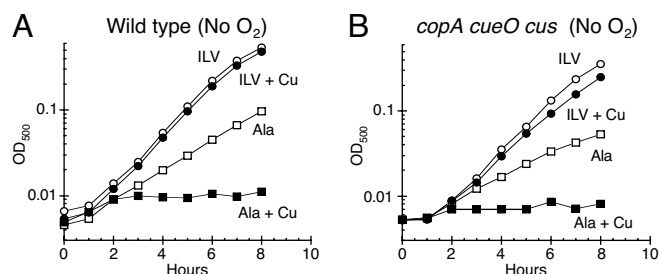 A Wild type (No O₂)
B copA cueO cus (No O₂)
OD₅₀₀
0.1
0.01
0 2 4 6 8 10
Hours
ILV
ILV + Cu
Ala
Ala + Cu
OD₅₀₀
0.1
0.01
0 2 4 6 8 10
Hours
ILV
ILV + Cu
Ala
Ala + Cu